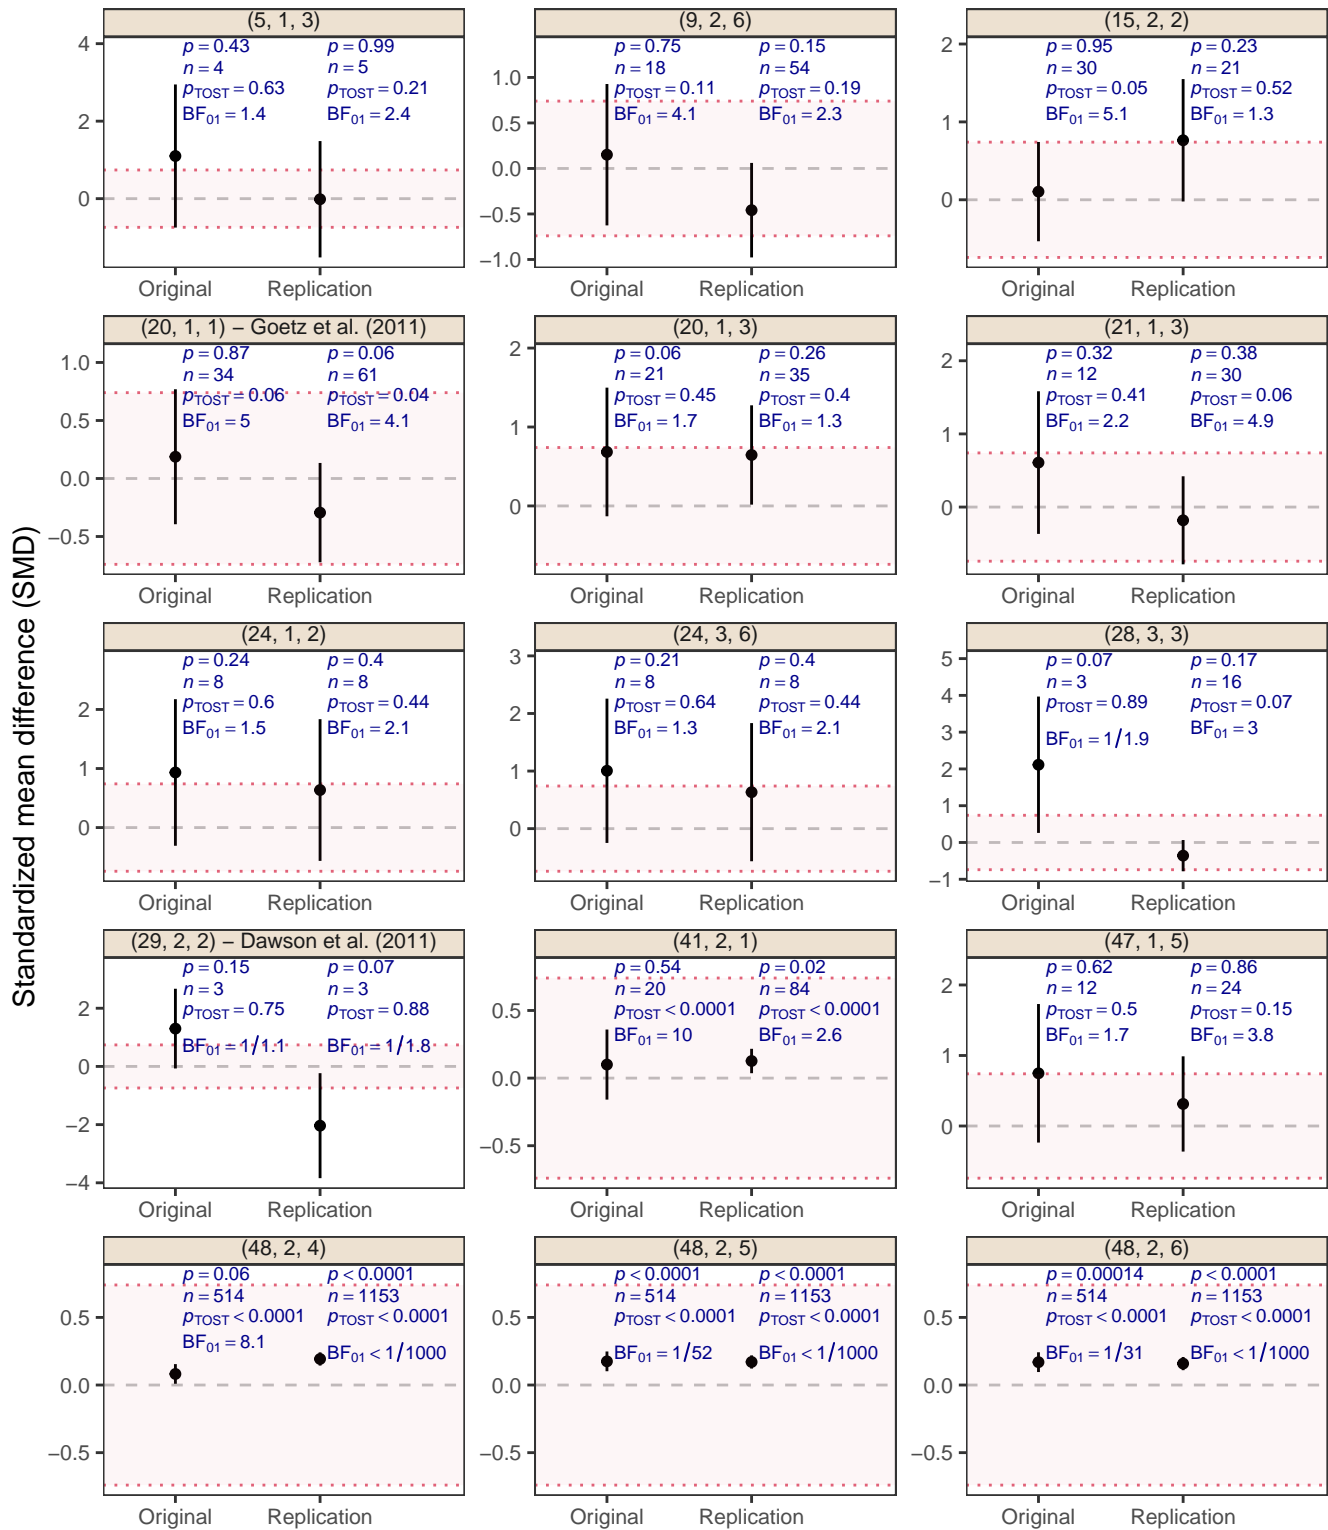 Standardized mean difference (SMD)
(5, 1, 3)
p = 0.43 p = 0.99
n = 4 n = 5
pTOST = 0.63 pTOST = 0.21
BF01 = 1.4 BF01 = 2.4
4
2
0
Original Replication
(9, 2, 6)
p = 0.75 p = 0.15
n = 18 n = 54
pTOST = 0.11 pTOST = 0.19
BF01 = 4.1 BF01 = 2.3
1.0
0.5
0.0
−0.5
−1.0
Original Replication
(15, 2, 2)
p = 0.95 p = 0.23
n = 30 n = 21
pTOST = 0.05 pTOST = 0.52
BF01 = 5.1 BF01 = 1.3
2
1
0
Original Replication
(20, 1, 1) − Goetz et al. (2011)
p = 0.87 p = 0.06
n = 34 n = 61
pTOST = 0.06 pTOST = 0.04
BF01 = 5 BF01 = 4.1
1.0
0.5
0.0
−0.5
Original Replication
(20, 1, 3)
p = 0.06 p = 0.26
n = 21 n = 35
pTOST = 0.45 pTOST = 0.4
BF01 = 1.7 BF01 = 1.3
2
1
0
Original Replication
(21, 1, 3)
p = 0.32 p = 0.38
n = 12 n = 30
pTOST = 0.41 pTOST = 0.06
BF01 = 2.2 BF01 = 4.9
2
1
0
Original Replication
(24, 1, 2)
p = 0.24 p = 0.4
n = 8 n = 8
pTOST = 0.6 pTOST = 0.44
BF01 = 1.5 BF01 = 2.1
2
1
0
Original Replication
(24, 3, 6)
p = 0.21 p = 0.4
n = 8 n = 8
pTOST = 0.64 pTOST = 0.44
BF01 = 1.3 BF01 = 2.1
3
2
1
0
Original Replication
(28, 3, 3)
p = 0.07 p = 0.17
n = 3 n = 16
pTOST = 0.89 pTOST = 0.07
BF01 = 1/1.9 BF01 = 3
5
4
3
2
1
0
−1
Original Replication
(29, 2, 2) − Dawson et al. (2011)
p = 0.15 p = 0.07
n = 3 n = 3
pTOST = 0.75 pTOST = 0.88
BF01 = 1/1.1 BF01 = 1/1.8
2
0
−2
−4
Original Replication
(41, 2, 1)
p = 0.54 p = 0.02
n = 20 n = 84
pTOST < 0.0001 pTOST < 0.0001
BF01 = 10 BF01 = 2.6
0.5
0.0
−0.5
Original Replication
(47, 1, 5)
p = 0.62 p = 0.86
n = 12 n = 24
pTOST = 0.5 pTOST = 0.15
BF01 = 1.7 BF01 = 3.8
2
1
0
Original Replication
(48, 2, 4)
p = 0.06 p < 0.0001
n = 514 n = 1153
pTOST < 0.0001 pTOST < 0.0001
BF01 = 8.1 BF01 < 1/1000
0.5
0.0
−0.5
Original Replication
(48, 2, 5)
p < 0.0001 p < 0.0001
n = 514 n = 1153
pTOST < 0.0001 pTOST < 0.0001
BF01 = 1/52 BF01 < 1/1000
0.5
0.0
−0.5
Original Replication
(48, 2, 6)
p = 0.00014 p < 0.0001
n = 514 n = 1153
pTOST < 0.0001 pTOST < 0.0001
BF01 = 1/31 BF01 < 1/1000
0.5
0.0
−0.5
Original Replication